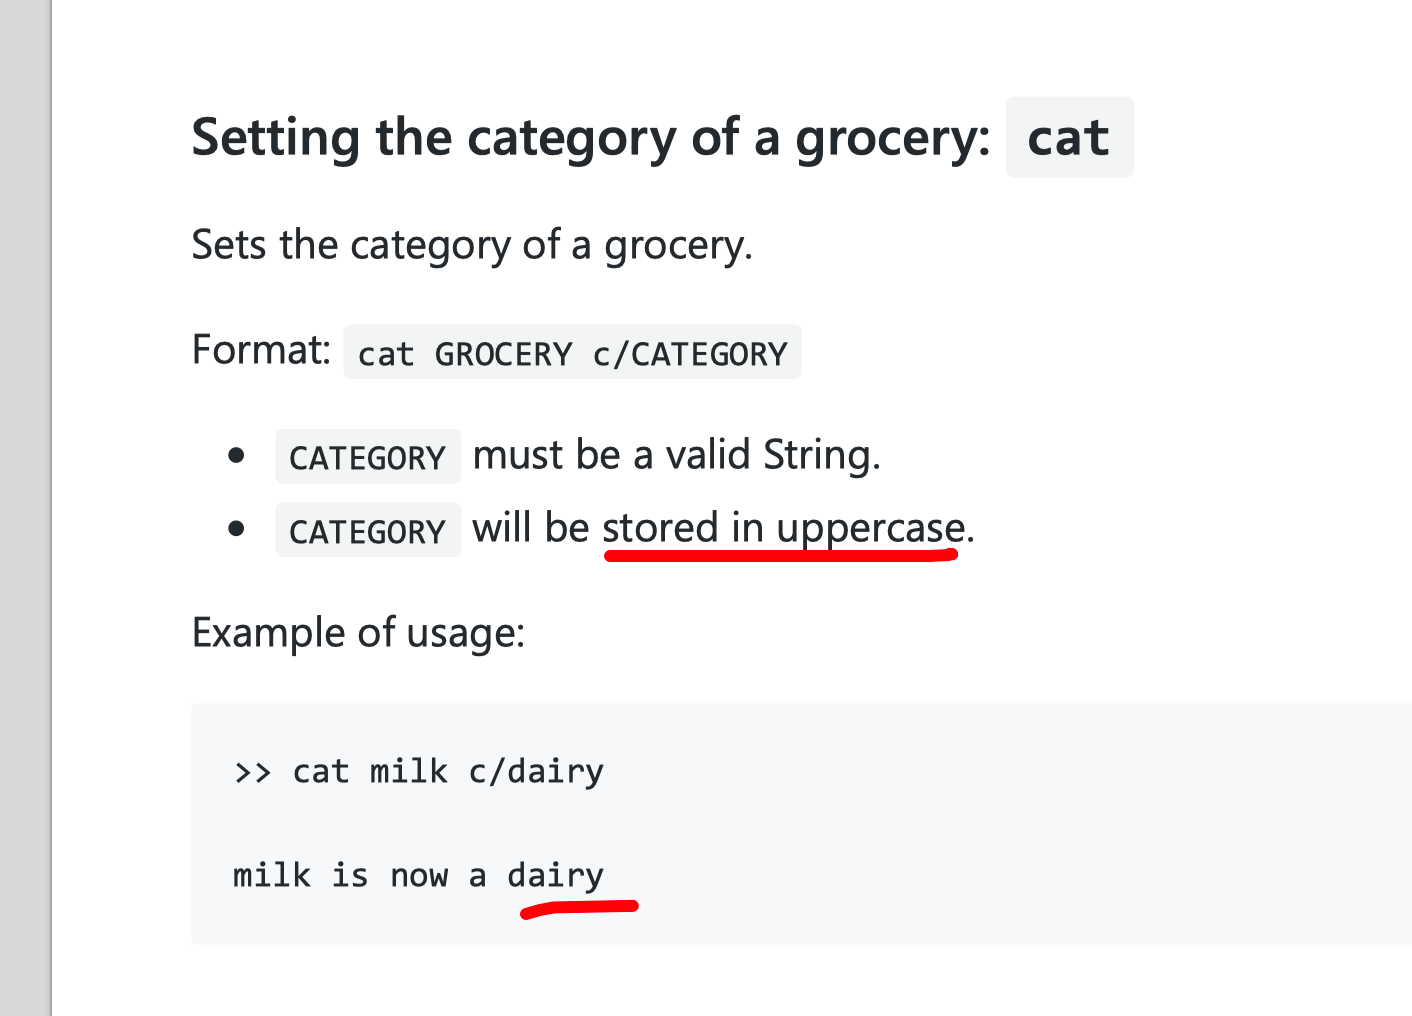 Setting the category of a grocery: cat
Sets the category of a grocery.
Format: cat GROCERY c/CATEGORY
• CATEGORY must be a valid String.
• CATEGORY will be stored in uppercase.
Example of usage:
>> cat milk c/dairy
milk is now a dairy